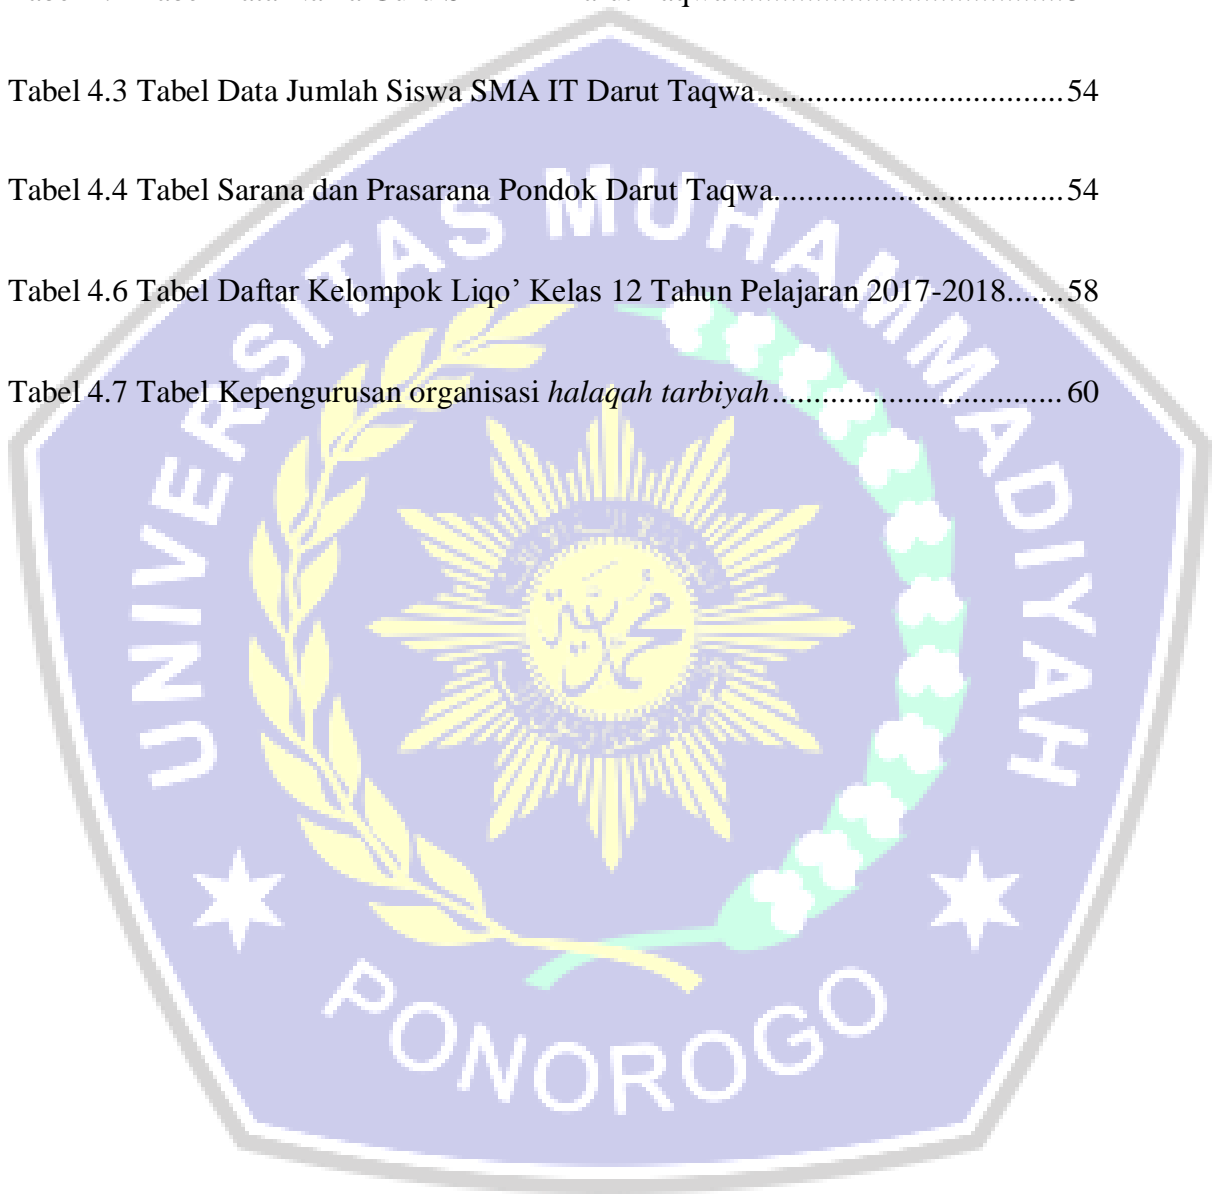 Tabel 4.3 Tabel Data Jumlah Siswa SMA IT Darut Taqwa..................................54
Tabel 4.4 Tabel Sarana dan Prasarana Pondok Darut Taqwa................................54
Tabel 4.6 Tabel Daftar Kelompok Liqo’ Kelas 12 Tahun Pelajaran 2017-2018.......58
Tabel 4.7 Tabel Kepengurusan organisasi halaqah tarbiyah................................60
UNIVERSITAS MUHAMMADIYAH
PONOROGO